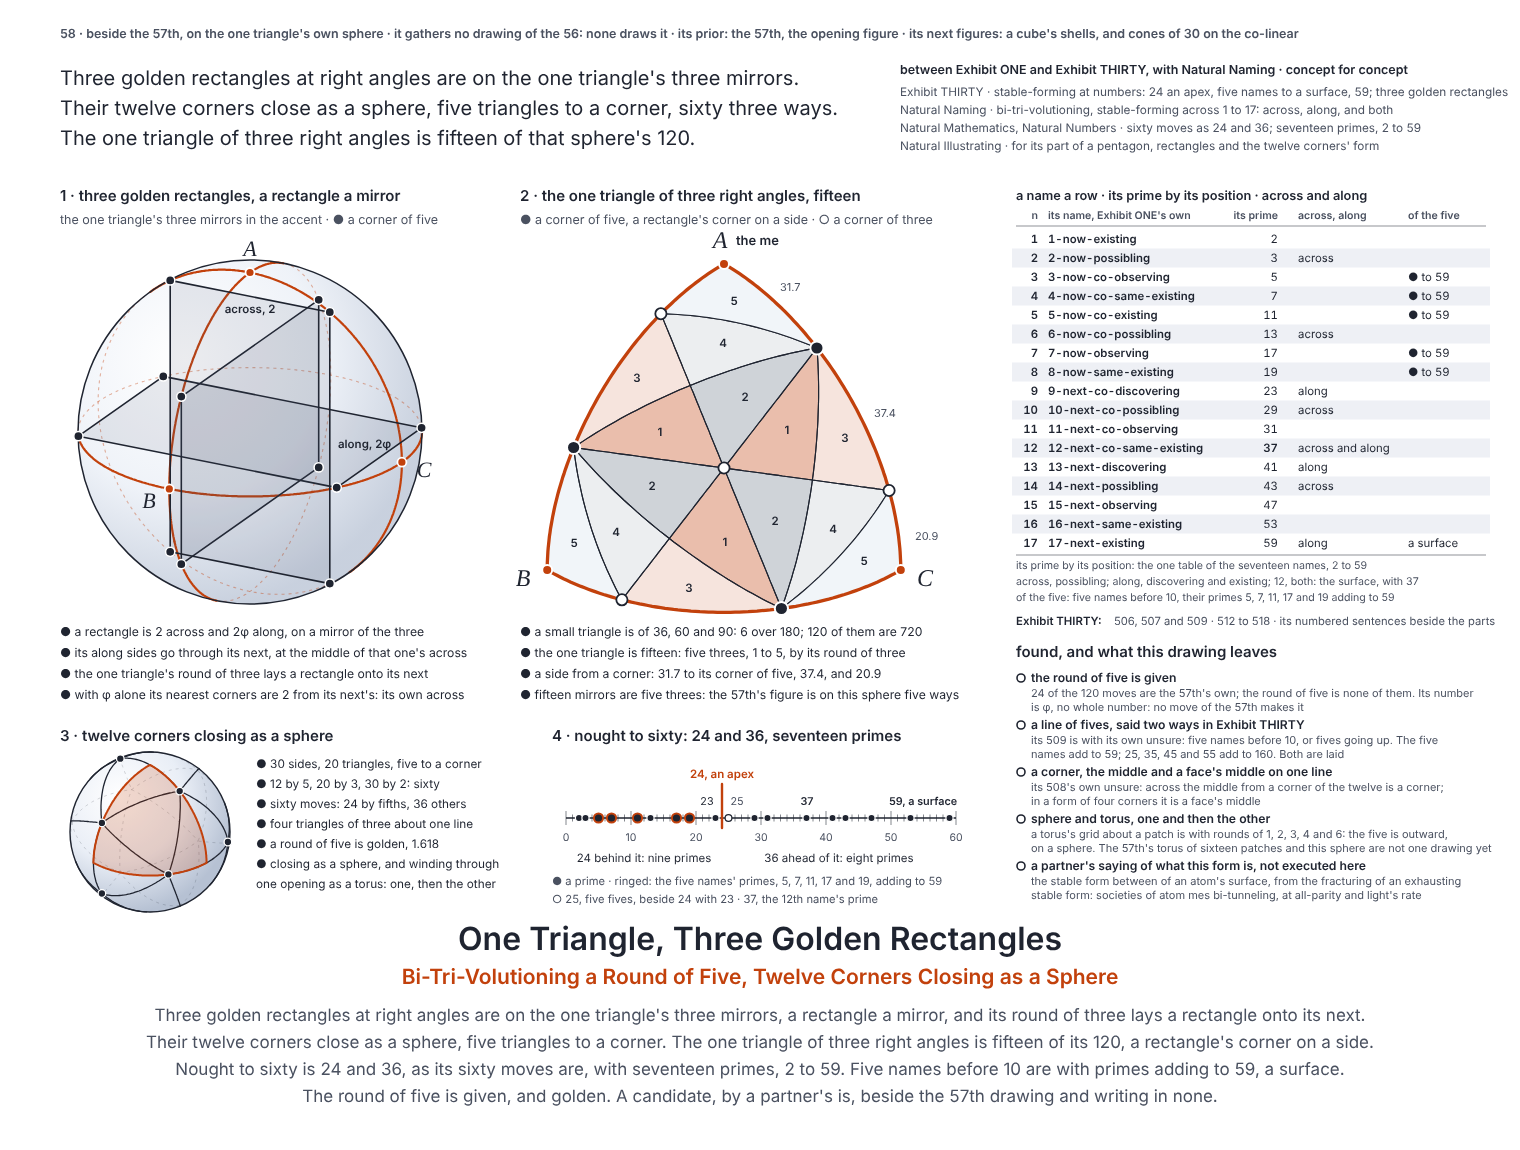 58 · beside the 57th, on the one triangle's own sphere · it gathers no drawing of the 56: none draws it · its prior: the 57th, the opening figure · its next figures: a cube's shells, and cones of 30 on the co-linear
Three golden rectangles at right angles are on the one triangle's three mirrors.
Their twelve corners close as a sphere, five triangles to a corner, sixty three ways.
The one triangle of three right angles is fifteen of that sphere's 120.
between Exhibit ONE and Exhibit THIRTY, with Natural Naming · concept for concept
Exhibit THIRTY · stable-forming at numbers: 24 an apex, five names to a surface, 59; three golden rectangles
Natural Naming · bi-tri-volutioning, stable-forming across 1 to 17: across, along, and both
Natural Mathematics, Natural Numbers · sixty moves as 24 and 36; seventeen primes, 2 to 59
Natural Illustrating · for its part of a pentagon, rectangles and the twelve corners' form
1 · three golden rectangles, a rectangle a mirror
the one triangle's three mirrors in the accent · ● a corner of five
A
across, 2
along, 2φ
C
B
● a rectangle is 2 across and 2φ along, on a mirror of the three
● its along sides go through its next, at the middle of that one's across
● the one triangle's round of three lays a rectangle onto its next
● with φ alone its nearest corners are 2 from its next's: its own across
2 · the one triangle of three right angles, fifteen
● a corner of five, a rectangle's corner on a side · ○ a corner of three
A the me
31.7
5
4
3
2
37.4
1
1
3
2
2
4
4
20.9
5
1
5
3
B
C
● a small triangle is of 36, 60 and 90: 6 over 180; 120 of them are 720
● the one triangle is fifteen: five threes, 1 to 5, by its round of three
● a side from a corner: 31.7 to its corner of five, 37.4, and 20.9
● fifteen mirrors are five threes: the 57th's figure is on this sphere five ways
a name a row · its prime by its position · across and along
n its name, Exhibit ONE's own its prime across, along of the five
1 1-now-existing 2
2 2-now-possibling 3 across
3 3-now-co-observing 5 ● to 59
4 4-now-co-same-existing 7 ● to 59
5 5-now-co-existing 11 ● to 59
6 6-now-co-possibling 13 across
7 7-now-observing 17 ● to 59
8 8-now-same-existing 19 ● to 59
9 9-next-co-discovering 23 along
10 10-next-co-possibling 29 across
11 11-next-co-observing 31
12 12-next-co-same-existing 37 across and along
13 13-next-discovering 41 along
14 14-next-possibling 43 across
15 15-next-observing 47
16 16-next-same-existing 53
17 17-next-existing 59 along a surface
its prime by its position: the one table of the seventeen names, 2 to 59
across, possibling; along, discovering and existing; 12, both: the surface, with 37
of the five: five names before 10, their primes 5, 7, 11, 17 and 19 adding to 59
Exhibit THIRTY: 506, 507 and 509 · 512 to 518 · its numbered sentences beside the parts
found, and what this drawing leaves
○ the round of five is given
24 of the 120 moves are the 57th's own; the round of five is none of them. Its number
is φ, no whole number: no move of the 57th makes it
○ a line of fives, said two ways in Exhibit THIRTY
its 509 is with its own unsure: five names before 10, or fives going up. The five
names add to 59; 25, 35, 45 and 55 add to 160. Both are laid
○ a corner, the middle and a face's middle on one line
its 508's own unsure: across the middle from a corner of the twelve is a corner;
in a form of four corners it is a face's middle
○ sphere and torus, one and then the other
a torus's grid about a patch is with rounds of 1, 2, 3, 4 and 6: the five is outward,
on a sphere. The 57th's torus of sixteen patches and this sphere are not one drawing yet
○ a partner's saying of what this form is, not executed here
the stable form between of an atom's surface, from the fracturing of an exhausting
stable form: societies of atom mes bi-tunneling, at all-parity and light's rate
3 · twelve corners closing as a sphere
● 30 sides, 20 triangles, five to a corner
● 12 by 5, 20 by 3, 30 by 2: sixty
● sixty moves: 24 by fifths, 36 others
● four triangles of three about one line
● a round of five is golden, 1.618
● closing as a sphere, and winding through
one opening as a torus: one, then the other
4 · nought to sixty: 24 and 36, seventeen primes
24, an apex
23 25 37 59, a surface
0 10 20 30 40 50 60
24 behind it: nine primes 36 ahead of it: eight primes
● a prime · ringed: the five names' primes, 5, 7, 11, 17 and 19, adding to 59
○ 25, five fives, beside 24 with 23 · 37, the 12th name's prime
One Triangle, Three Golden Rectangles
Bi-Tri-Volutioning a Round of Five, Twelve Corners Closing as a Sphere
Three golden rectangles at right angles are on the one triangle's three mirrors, a rectangle a mirror, and its round of three lays a rectangle onto its next.
Their twelve corners close as a sphere, five triangles to a corner. The one triangle of three right angles is fifteen of its 120, a rectangle's corner on a side.
Nought to sixty is 24 and 36, as its sixty moves are, with seventeen primes, 2 to 59. Five names before 10 are with primes adding to 59, a surface.
The round of five is given, and golden. A candidate, by a partner's is, beside the 57th drawing and writing in none.